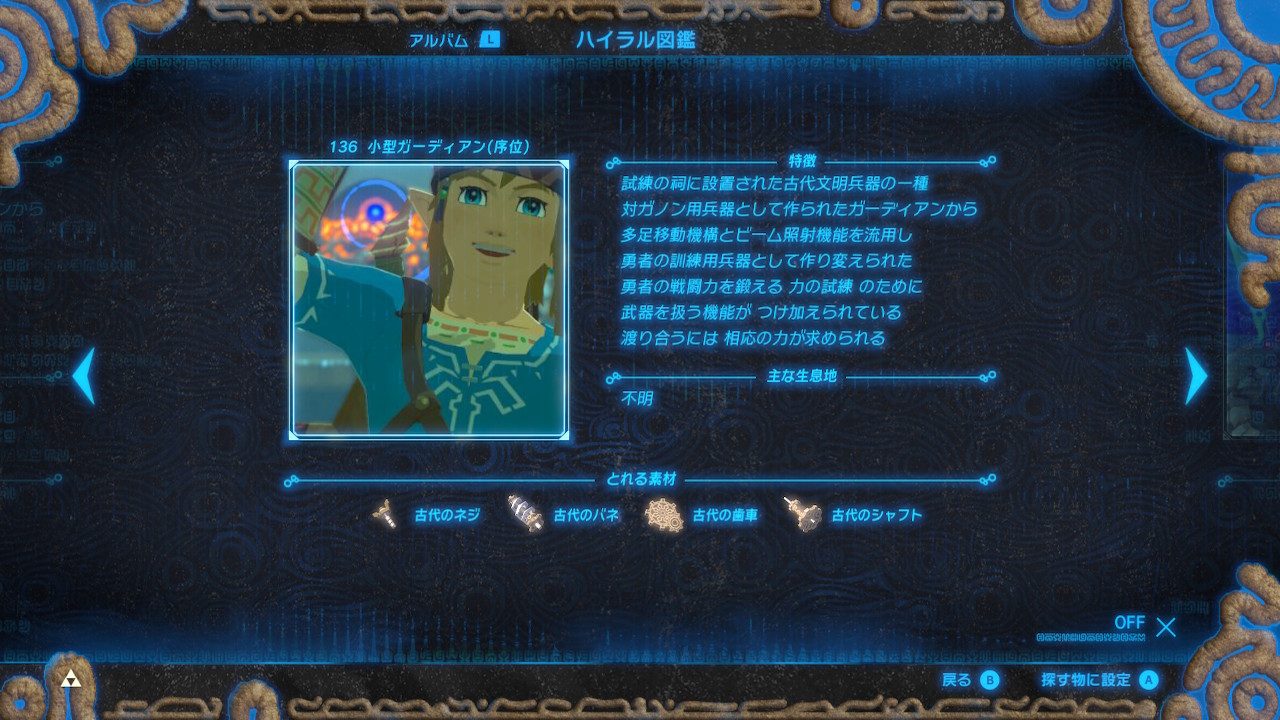 アルバム L ハイラル図鑑
136 小型ガーディアン(序位)
特徴
試練の祠に設置された古代文明兵器の一種
対ガノン用兵器として作られたガーディアンから
多足移動機構とビーム照射機能を流用し
勇者の訓練用兵器として作り変えられた
勇者の戦闘力を鍛える 力の試練 のために
武器を扱う機能が つけ加えられている
渡り合うには 相応の力が求められる
主な生息地
不明
とれる素材
古代のネジ 古代のバネ 古代の歯車 古代のシャフト
OFF
戻る B 探す物に設定 A